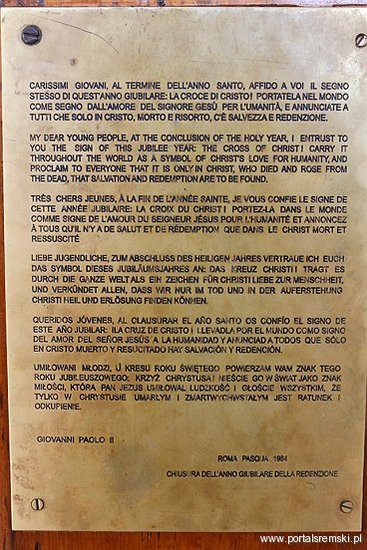 CARISSIMI GIOVANI, AL TERMINE DELL'ANNO SANTO, AFFIDO A VOI IL SEGNO
STESSO DI QUEST'ANNO GIUBILARE: LA CROCE DI CRISTO! PORTATELA NEL MONDO
COME SEGNO DALL'AMORE DEL SIGNORE GESÙ PER L'UMANITÀ, E ANNUNCIATE A
TUTTI CHE SOLO IN CRISTO, MORTO E RISORTO, C'È SALVEZZA E REDENZIONE.
MY DEAR YOUNG PEOPLE, AT THE CONCLUSION OF THE HOLY YEAR, I ENTRUST TO
YOU THE SIGN OF THIS JUBILEE YEAR: THE CROSS OF CHRIST! CARRY IT
THROUGHOUT THE WORLD AS A SYMBOL OF CHRIST'S LOVE FOR HUMANITY, AND
PROCLAIM TO EVERYONE THAT IT IS ONLY IN CHRIST, WHO DIED AND ROSE FROM
THE DEAD, THAT SALVATION AND REDEMPTION ARE TO BE FOUND.
TRÈS CHERS JEUNES, À LA FIN DE L'ANNÉE SAINTE, JE VOUS CONFIE LE SIGNE DE
CETTE ANNÉE JUBILAIRE: LA CROIX DU CHRIST! PORTEZ-LA DANS LE MONDE
COMME SIGNE DE L'AMOUR DU SEIGNEUR JÉSUS POUR L'HUMANITÉ ET ANNONCEZ
À TOUS QU'IL N'Y A DE SALUT ET DE RÉDEMPTION QUE DANS LE CHRIST MORT ET
RESSUSCITÉ
LIEBE JUGENDLICHE, ZUM ABSCHLUSS DES HEILIGEN JAHRES VERTRAUE ICH EUCH
DAS SYMBOL DIESES JUBILÄUMSJAHRES AN: DAS KREUZ CHRISTI! TRAGT ES
DURCH DIE GANZE WELT ALS EIN ZEICHEN FÜR CHRISTI LIEBE ZUR MENSCHHEIT,
UND VERKÜNDET ALLEN, DASS WIR NUR IM TOD UND IN DER AUFERSTEHUNG
CHRISTI HEIL UND ERLÖSUNG FINDEN KÖNNEN.
QUERIDOS JÓVENES, AL CLAUSURAR EL AÑO SANTO OS CONFÍO EL SIGNO DE
ESTE AÑO JUBILAR: ¡LA CRUZ DE CRISTO! LLEVADLA POR EL MUNDO COMO SIGNO
DEL AMOR DEL SEÑOR JESÚS A LA HUMANIDAD Y ANUNCIAD A TODOS QUE SÓLO
EN CRISTO MUERTO Y RESUCITADO HAY SALVACIÓN Y REDENCIÓN.
UMIŁOWANI MŁODZI, U KRESU ROKU ŚWIĘTEGO POWIERZAM WAM ZNAK TEGO
ROKU JUBILEUSZOWEGO: KRZYŻ CHRYSTUSA! NIEŚCIE GO W ŚWIAT JAKO ZNAK
MIŁOŚCI, KTÓRĄ PAN JEZUS UMIŁOWAŁ LUDZKOŚĆ I GŁOŚCIE WSZYSTKIM, ŻE
TYLKO W CHRYSTUSIE UMARŁYM I ZMARTWYCHWSTAŁYM JEST RATUNEK I
ODKUPIENIE.
GIOVANNI PAOLO II
ROMA PASQUA 1984
CHIUSURA DELL'ANNO GIUBILARE DELLA REDENZIONE
www.portalsremski.pl